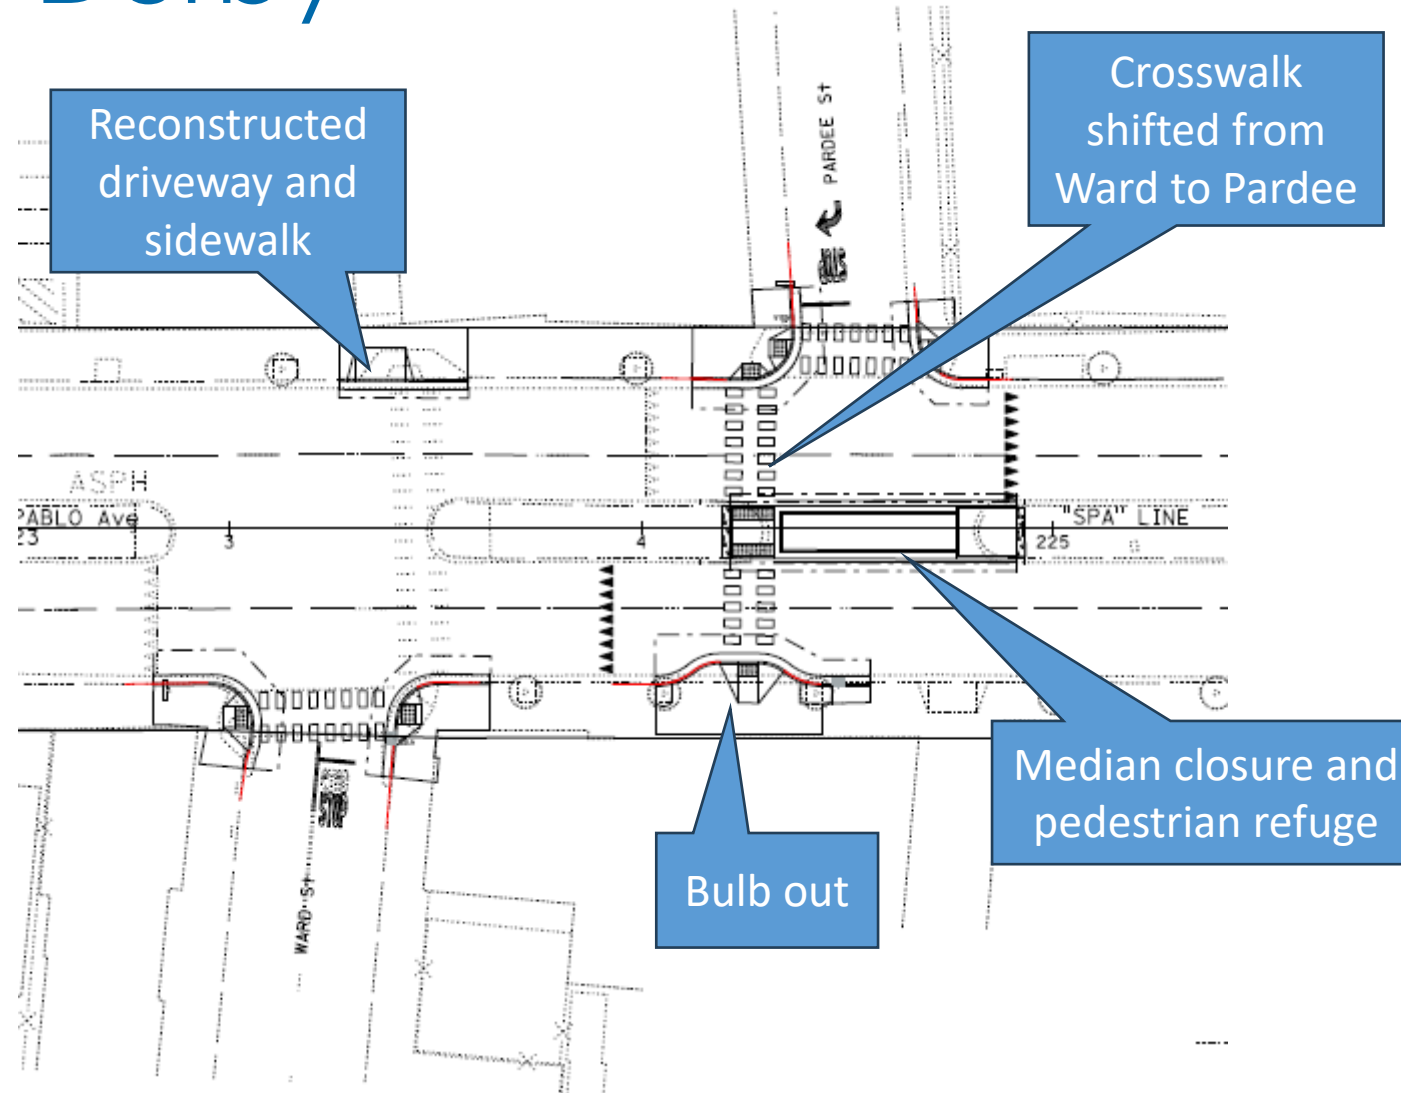 Reconstructed
driveway and
sidewalk
Crosswalk
shifted from
Ward to Pardee
PARDEE St
ASPH
PABLO Ave
23
3
4
"SPA" LINE
225
Median closure and
pedestrian refuge
Bulb out
STOP
WARD St